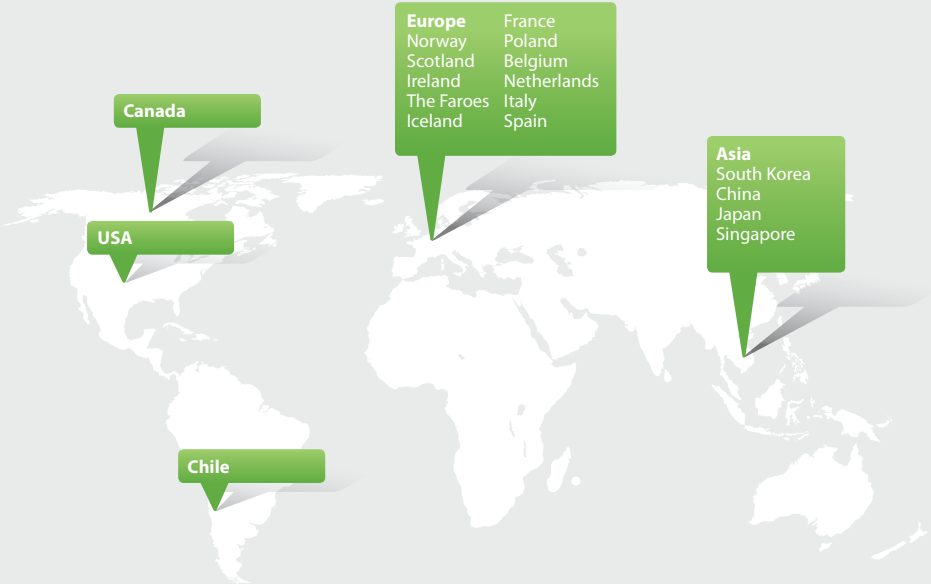 Europe
Norway
Scotland
Ireland
The Faroes
Iceland
France
Poland
Belgium
Netherlands
Italy
Spain
Canada
Asia
South Korea
China
Japan
Singapore
USA
Chile